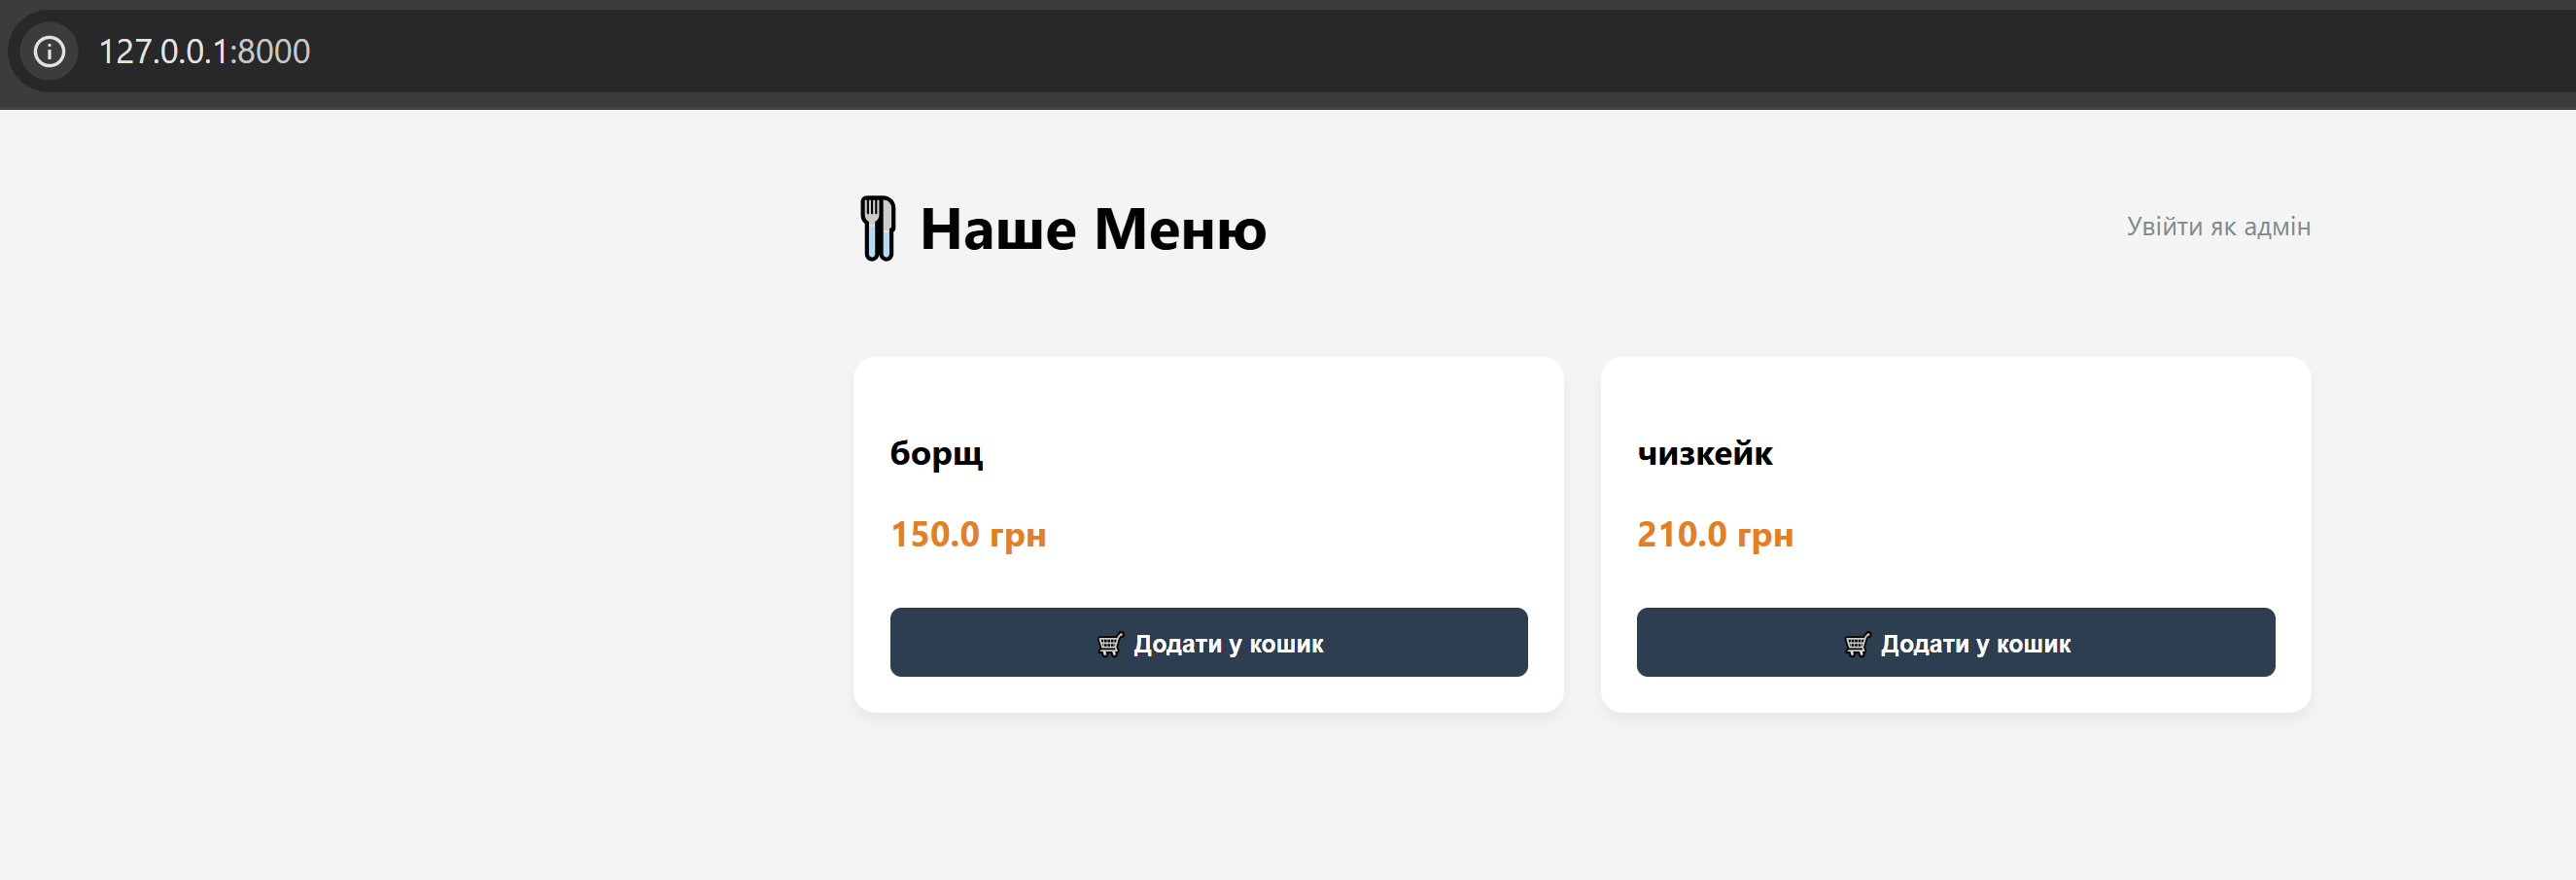 127.0.0.1:8000
Наше Меню
Увійти як адмін
борщ
150.0 грн
Додати у кошик
чизкейк
210.0 грн
Додати у кошик